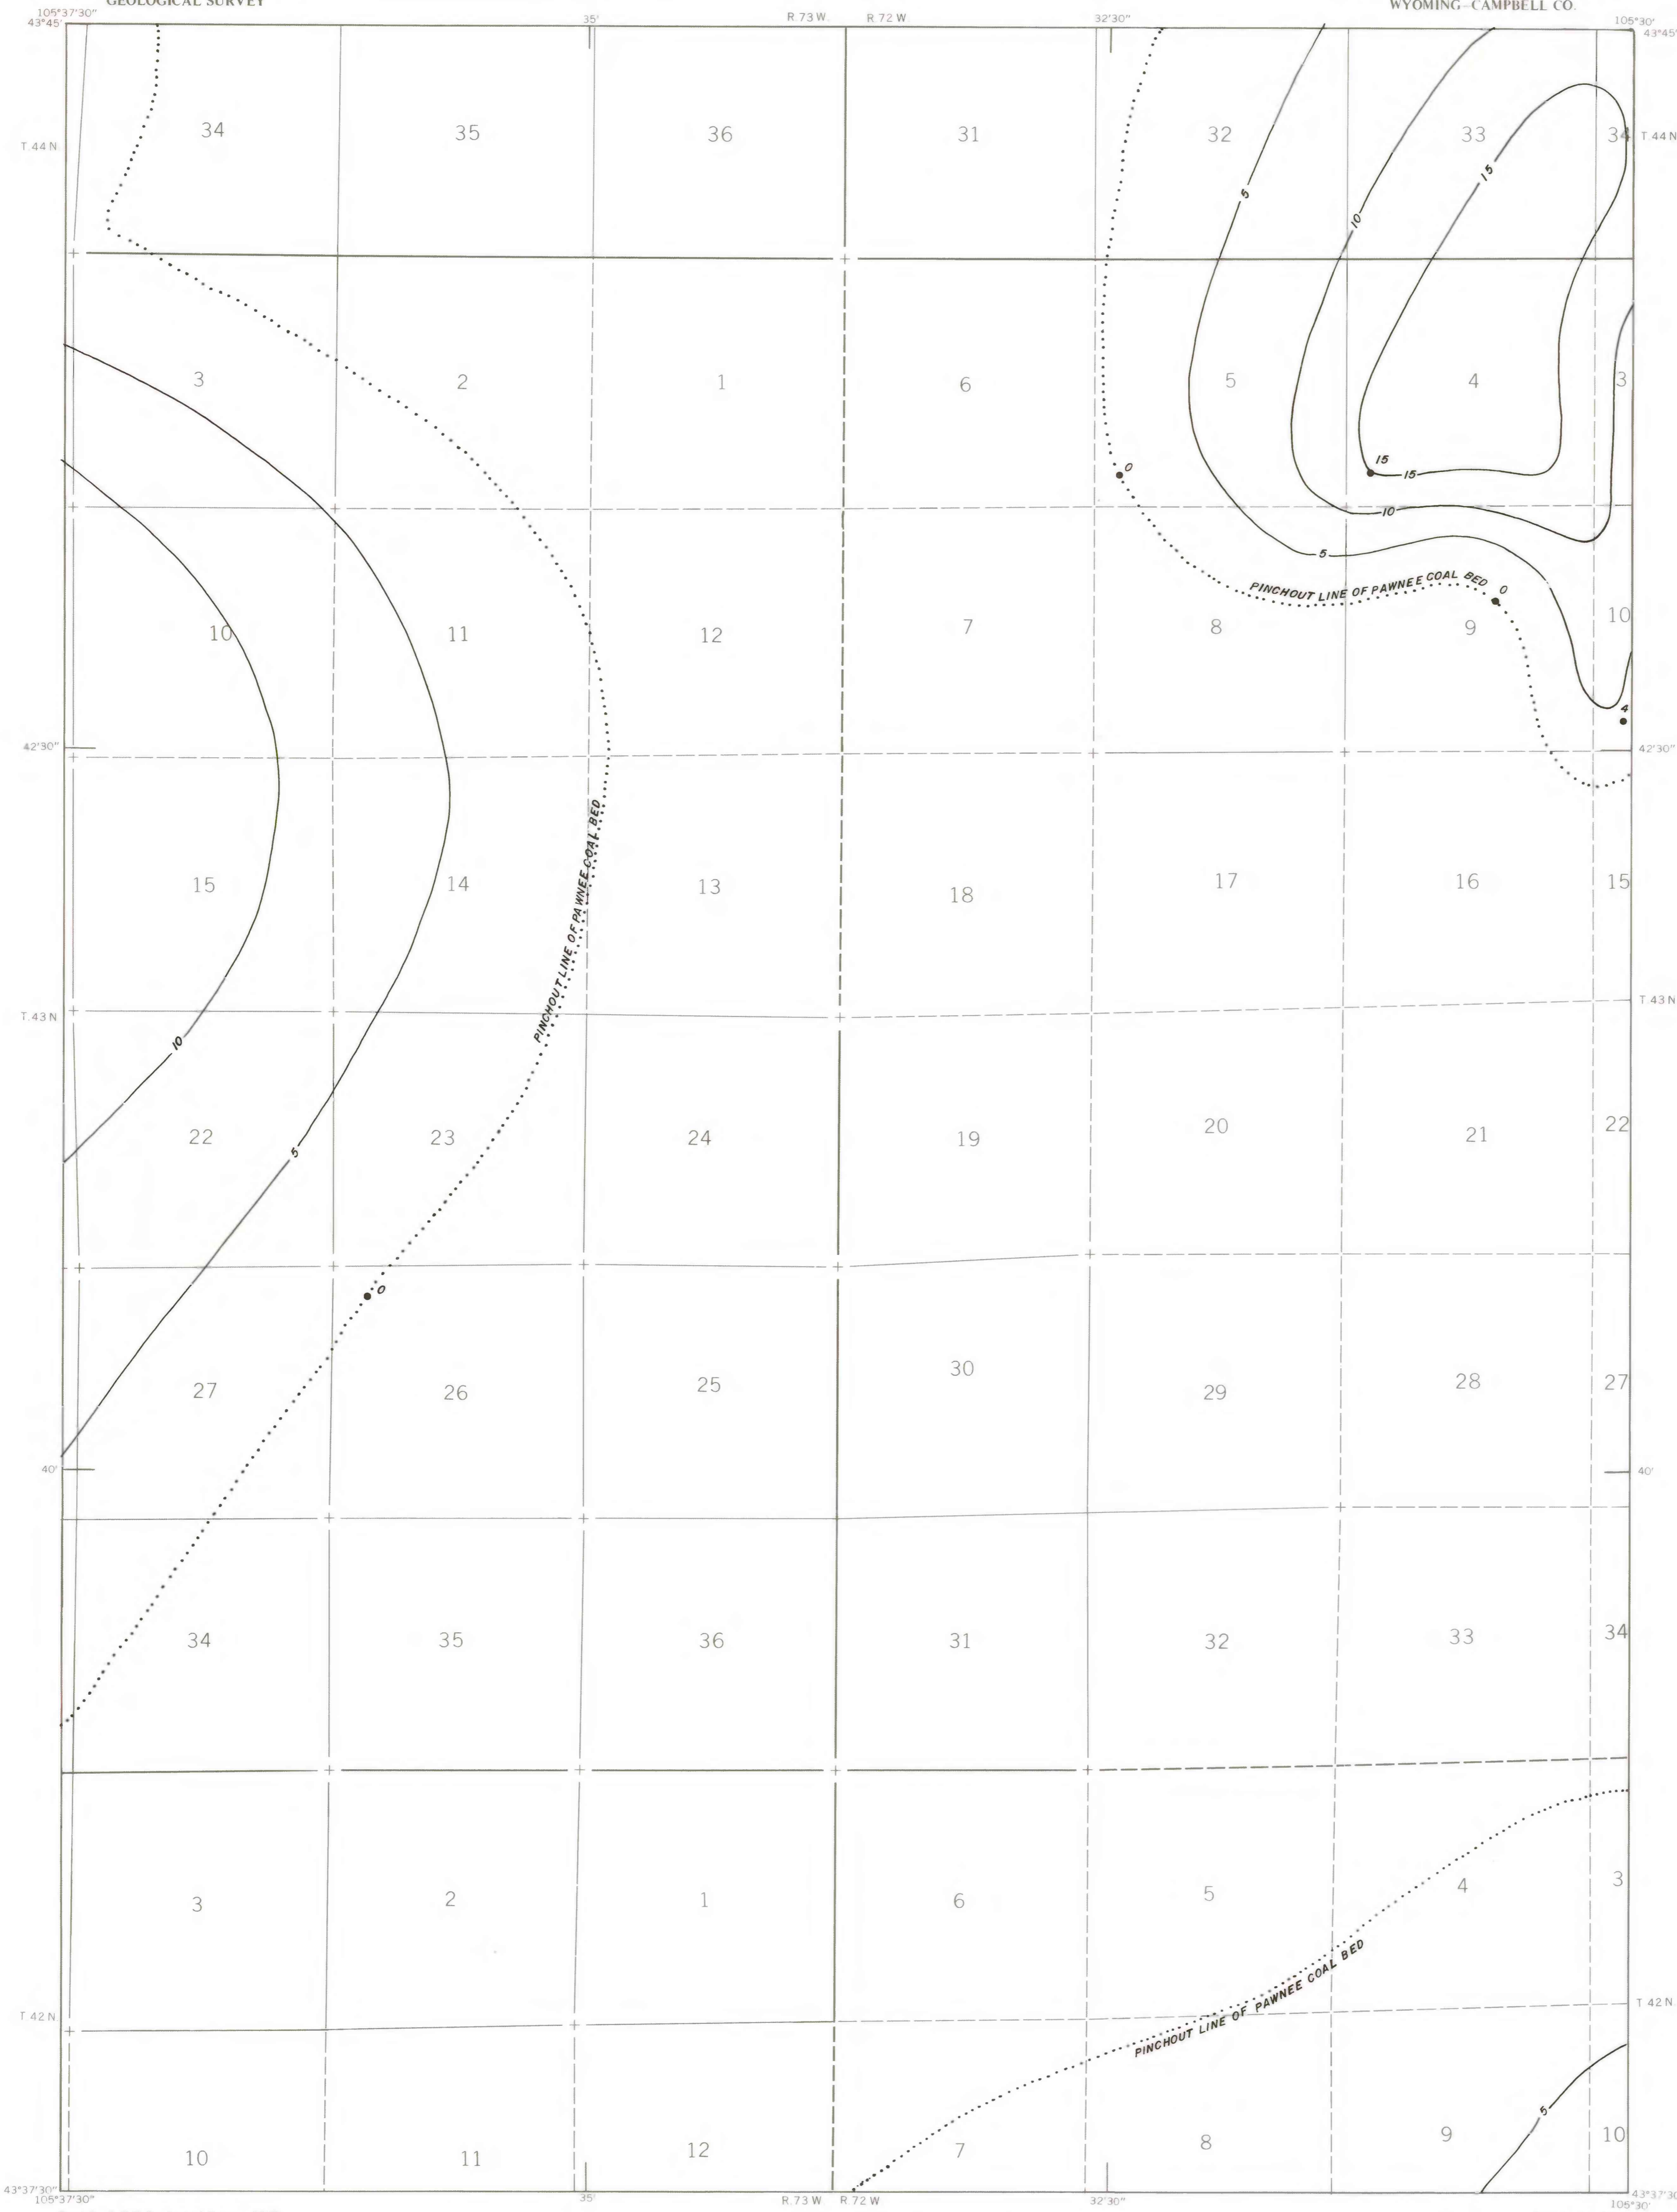 GEOLOGICAL SURVEY
WYOMING–CAMPBELL CO.
105°37'30" 35' R. 73 W. R. 72 W 32'30" 105°30'
43°45' 43°45'
34 35 36 31 32 33 34
T. 44 N T 44 N
5 10 15
3 2 1 6 5 4 3
0 15 15
10
5
PINCHOUT LINE OF PAWNEE COAL BED 0
10 11 12 7 8 9 10
4
42'30" 42'30"
PINCHOUT LINE OF PAWNEE COAL BED
15 14 13 18 17 16 15
T. 43 N T 43 N
10
22 23 24 19 20 21 22
5
0
27 26 25 30 29 28 27
40' 40'
34 35 36 31 32 33 34
3 2 1 6 5 4 3
PINCHOUT LINE OF PAWNEE COAL BED
T 42 N T 42 N
5
10 11 12 7 8 9 10
43°37'30" 43°37'30"
105°37'30" 35' R. 73 W R. 72 W 32'30" 105°30'